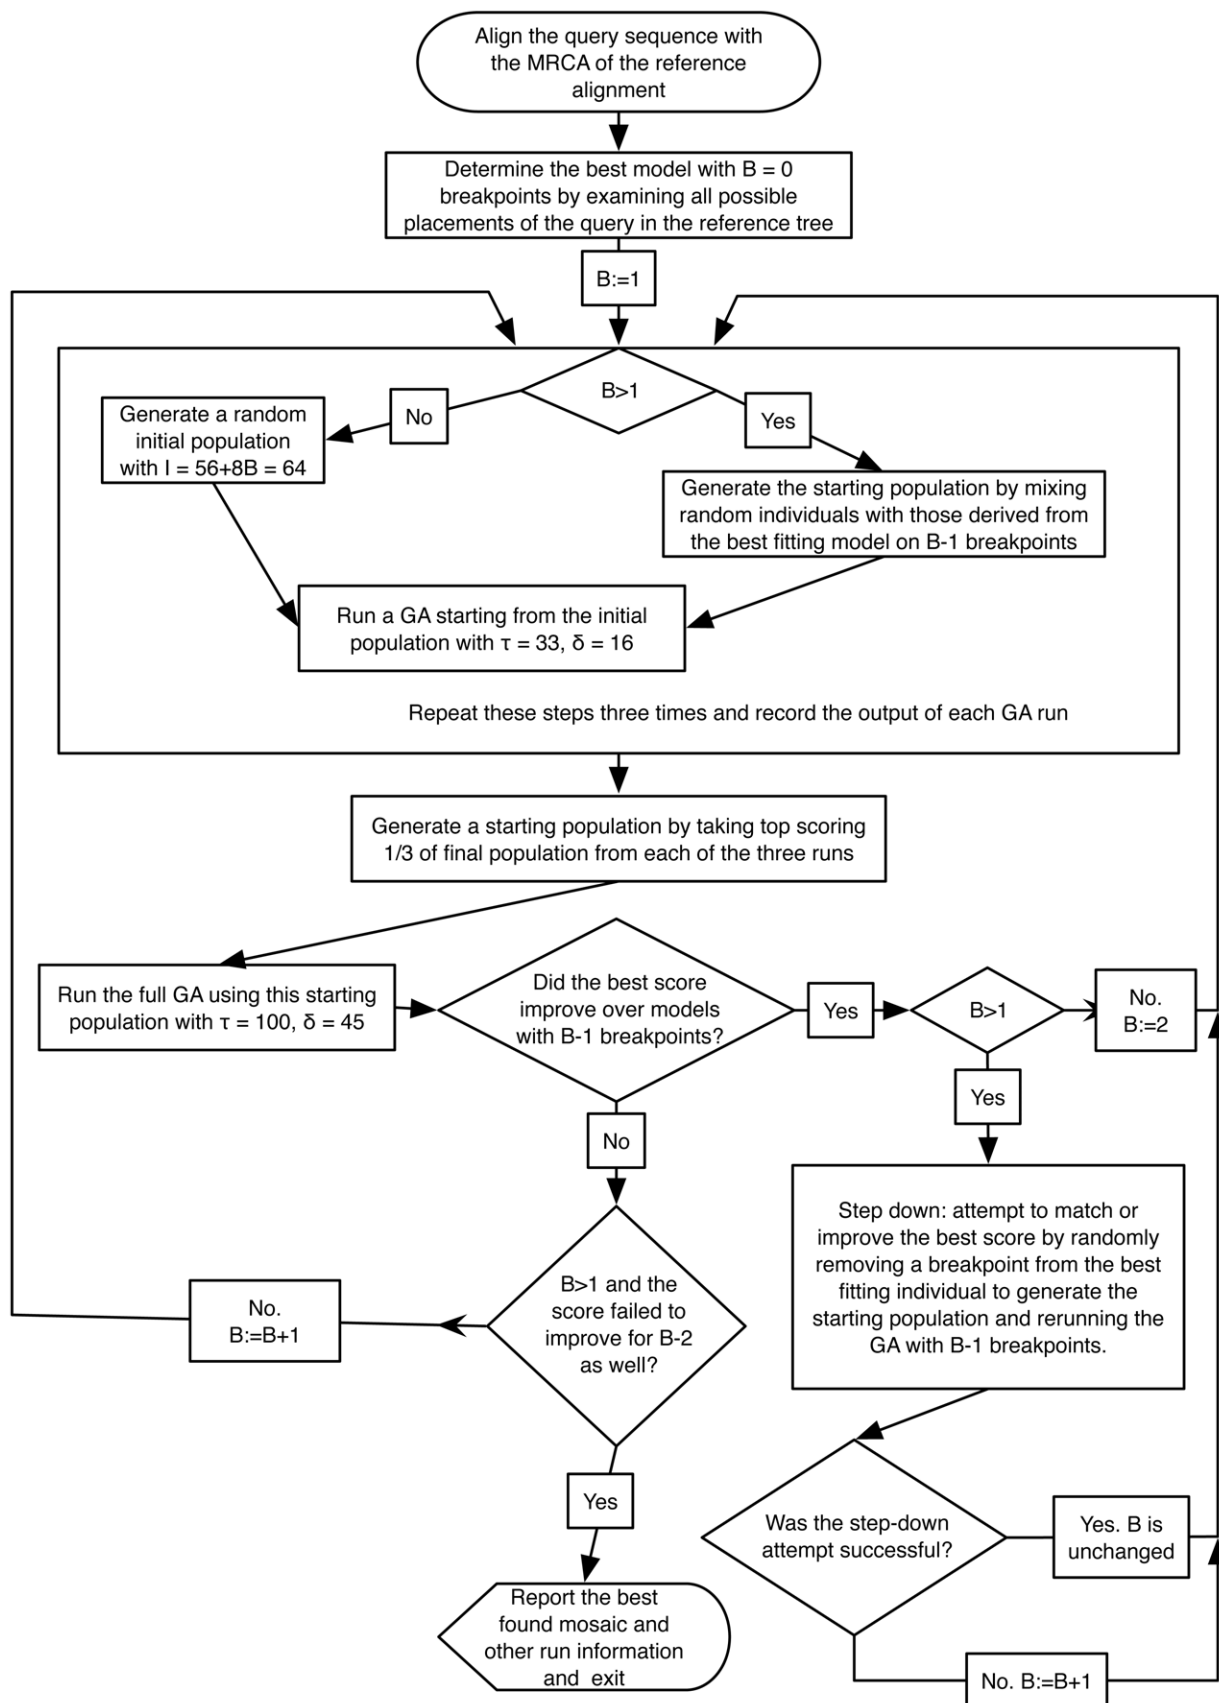 Align the query sequence with
the MRCA of the reference
alignment
Determine the best model with B = 0
breakpoints by examining all possible
placements of the query in the reference tree
B:=1
B>1
No
Yes
Generate a random
initial population
with I = 56+8B = 64
Generate the starting population by mixing
random individuals with those derived from
the best fitting model on B-1 breakpoints
Run a GA starting from the initial
population with τ = 33, δ = 16
Repeat these steps three times and record the output of each GA run
Generate a starting population by taking top scoring
1/3 of final population from each of the three runs
Run the full GA using this starting
population with τ = 100, δ = 45
Did the best score
improve over models
with B-1 breakpoints?
Yes
B>1
No.
B:=2
Yes
No
Step down: attempt to match or
improve the best score by randomly
removing a breakpoint from the best
fitting individual to generate the
starting population and rerunning the
GA with B-1 breakpoints.
B>1 and the
score failed to
improve for B-2
as well?
No.
B:=B+1
Yes
Was the step-down
attempt successful?
Yes. B is
unchanged
Report the best
found mosaic and
other run information
and exit
No. B:=B+1